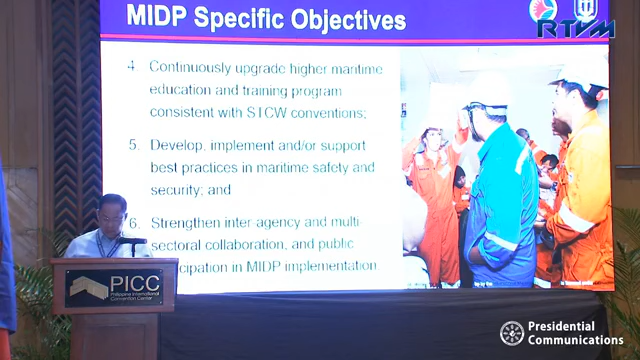 MIDP Specific Objectives
RTVM
4. Continuously upgrade higher maritime
education and training program
consistent with STCW conventions;
5. Develop, implement and/or support
best practices in maritime safety and
security; and
6. Strengthen inter-agency and multi-
sectoral collaboration, and public
icipation in MIDP implementation
PICC
Philippine International
Convention Center
Presidential
Communications